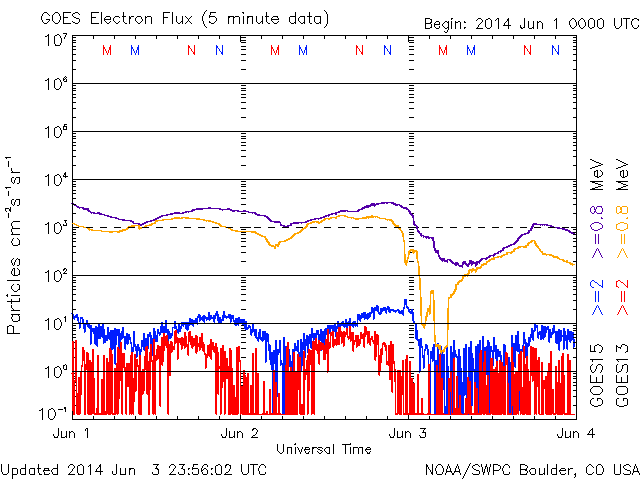 GOES Electron Flux (5 minute data)
Begin: 2014 Jun 1 0000 UTC
10⁷
M M N N M M N N M M N N
10⁶
10⁵
10⁴
10³
10²
10¹
10⁰
10⁻¹
Particles cm⁻²s⁻¹sr⁻¹
GOES15 >=2 >=0.8 MeV
GOES13 >=2 >=0.8 MeV
Jun 1 Jun 2 Jun 3 Jun 4
Universal Time
Updated 2014 Jun 3 23:56:02 UTC
NOAA/SWPC Boulder, CO USA